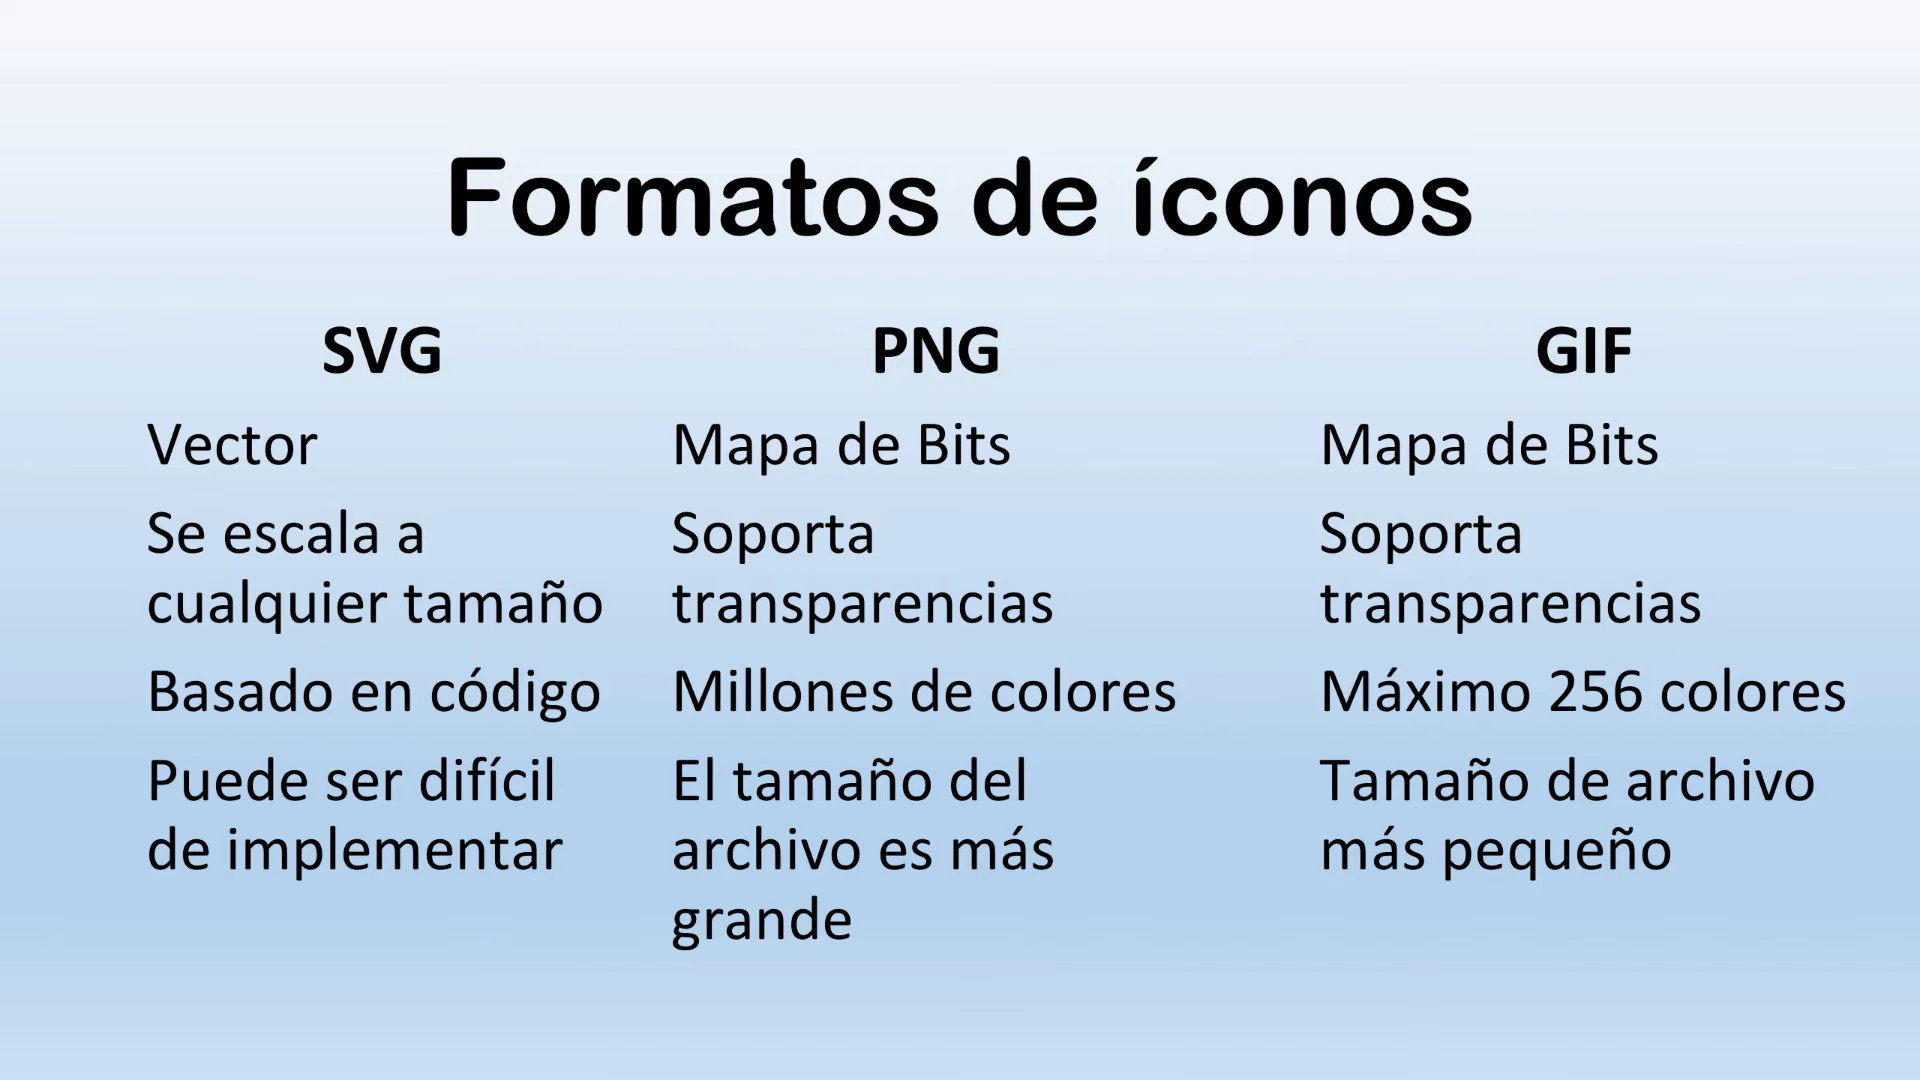 Formatos de íconos
SVG
Vector
Se escala a
cualquier tamaño
Basado en código
Puede ser difícil
de implementar
PNG
Mapa de Bits
Soporta
transparencias
Millones de colores
El tamaño del
archivo es más
grande
GIF
Mapa de Bits
Soporta
transparencias
Máximo 256 colores
Tamaño de archivo
más pequeño